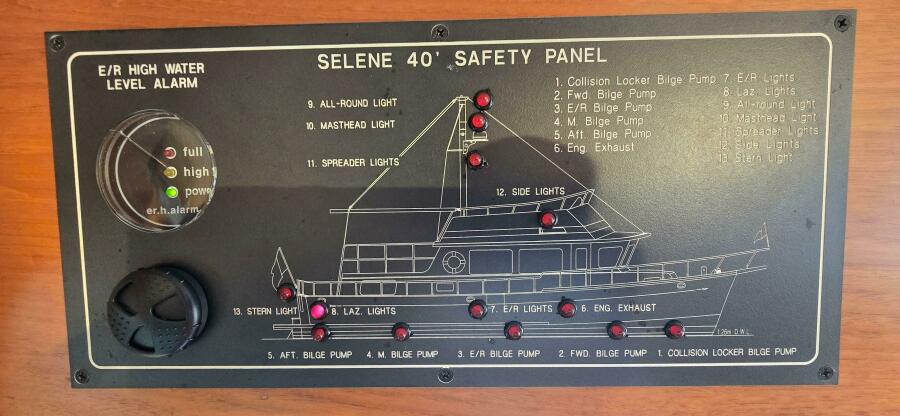 SELENE 40' SAFETY PANEL
E/R HIGH WATER
LEVEL ALARM
full
high
power
er.h.alarm
1. Collision Locker Bilge Pump
2. Fwd. Bilge Pump
3. E/R Bilge Pump
4. M. Bilge Pump
5. Aft. Bilge Pump
6. Eng. Exhaust
7. E/R Lights
8. Laz. Lights
9. All-round Light
10. Masthead Light
11. Spreader Lights
12. Side Lights
13. Stern Light
9. ALL-ROUND LIGHT
10. MASTHEAD LIGHT
11. SPREADER LIGHTS
12. SIDE LIGHTS
13. STERN LIGHT
8. LAZ. LIGHTS
7. E/R LIGHTS
6. ENG. EXHAUST
1.26m D.W.L.
5. AFT. BILGE PUMP
4. M. BILGE PUMP
3. E/R BILGE PUMP
2. FWD. BILGE PUMP
1. COLLISION LOCKER BILGE PUMP